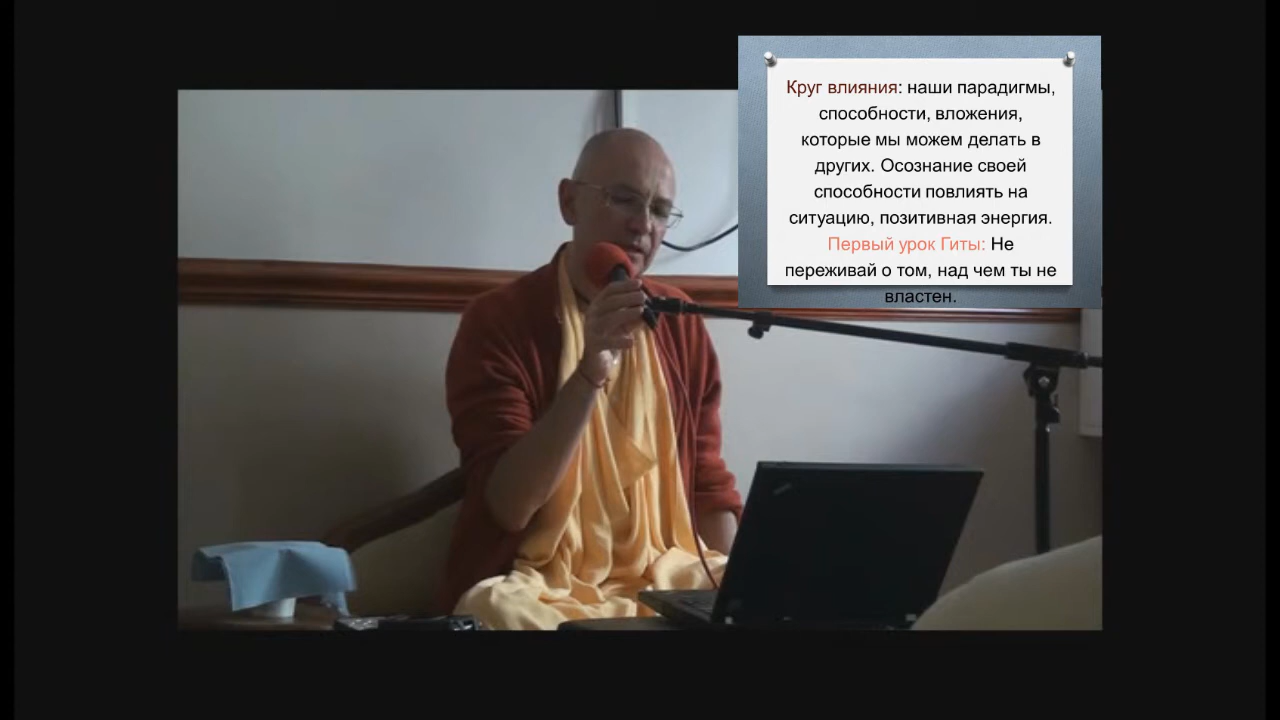 Круг влияния: наши парадигмы,
способности, вложения,
которые мы можем делать в
других. Осознание своей
способности повлиять на
ситуацию, позитивная энергия.
Первый урок Гиты: Не
переживай о том, над чем ты не
властен.